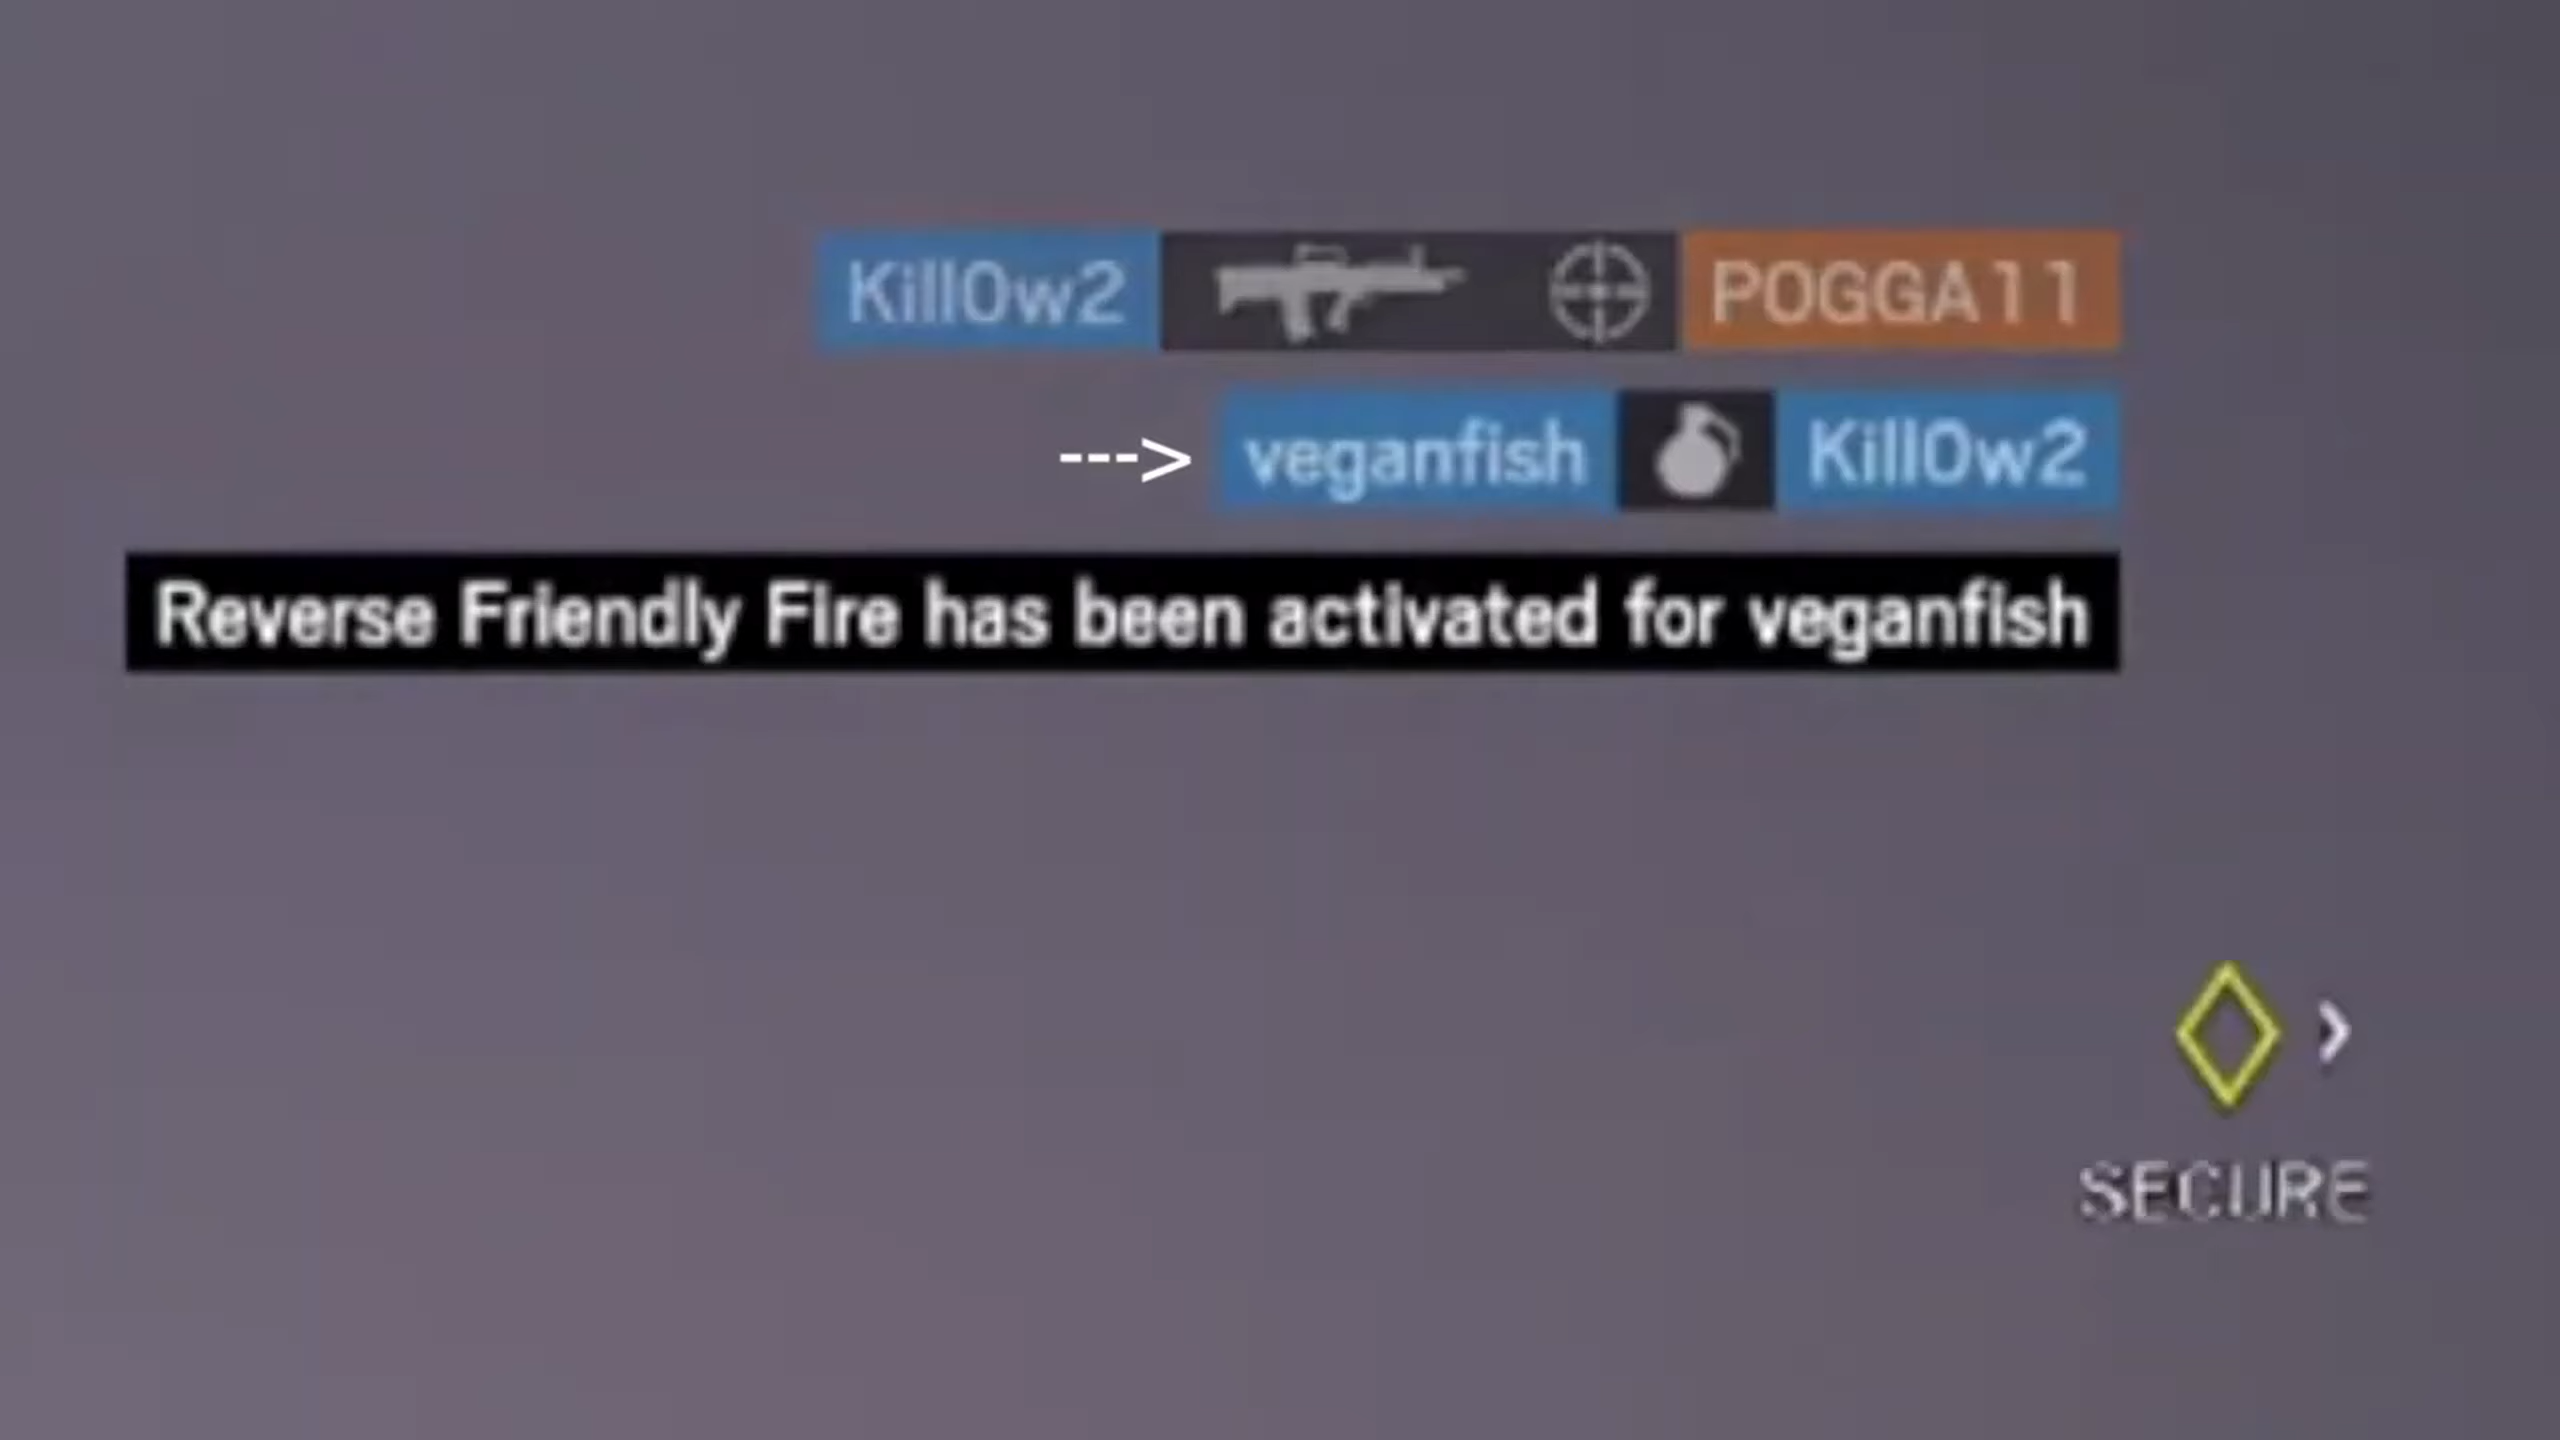 Kill0w2 POGGA11
---> veganfish Kill0w2
Reverse Friendly Fire has been activated for veganfish
SECURE